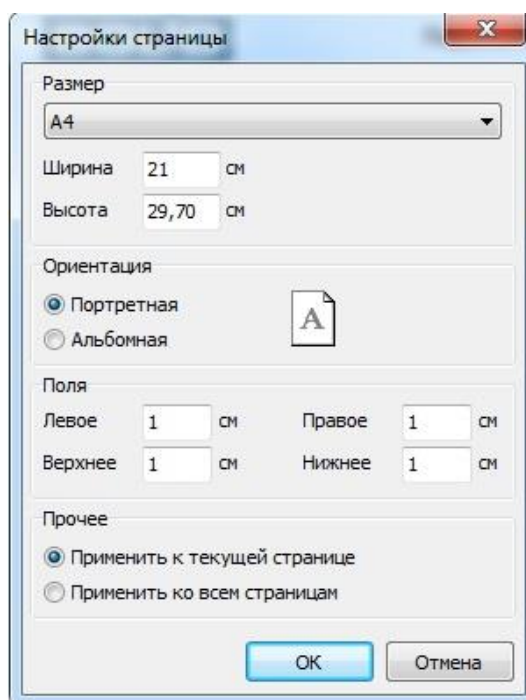 Настройки страницы
Размер
A4
Ширина 21 см
Высота 29,70 см
Ориентация
Портретная
A
Альбомная
Поля
Левое 1 см Правое 1 см
Верхнее 1 см Нижнее 1 см
Прочее
Применить к текущей странице
Применить ко всем страницам
ОК Отмена